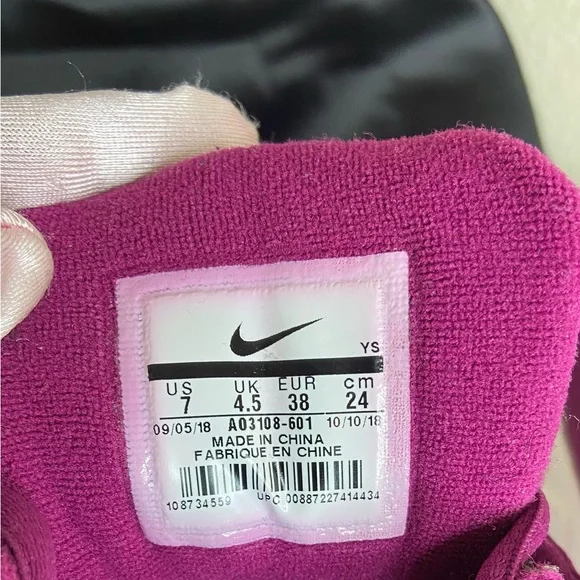 YS
US UK EUR cm
7 4.5 38 24
09/05/18 AO3108-601 10/10/18
MADE IN CHINA
FABRIQUE EN CHINE
108734559 UPC 00887227414434